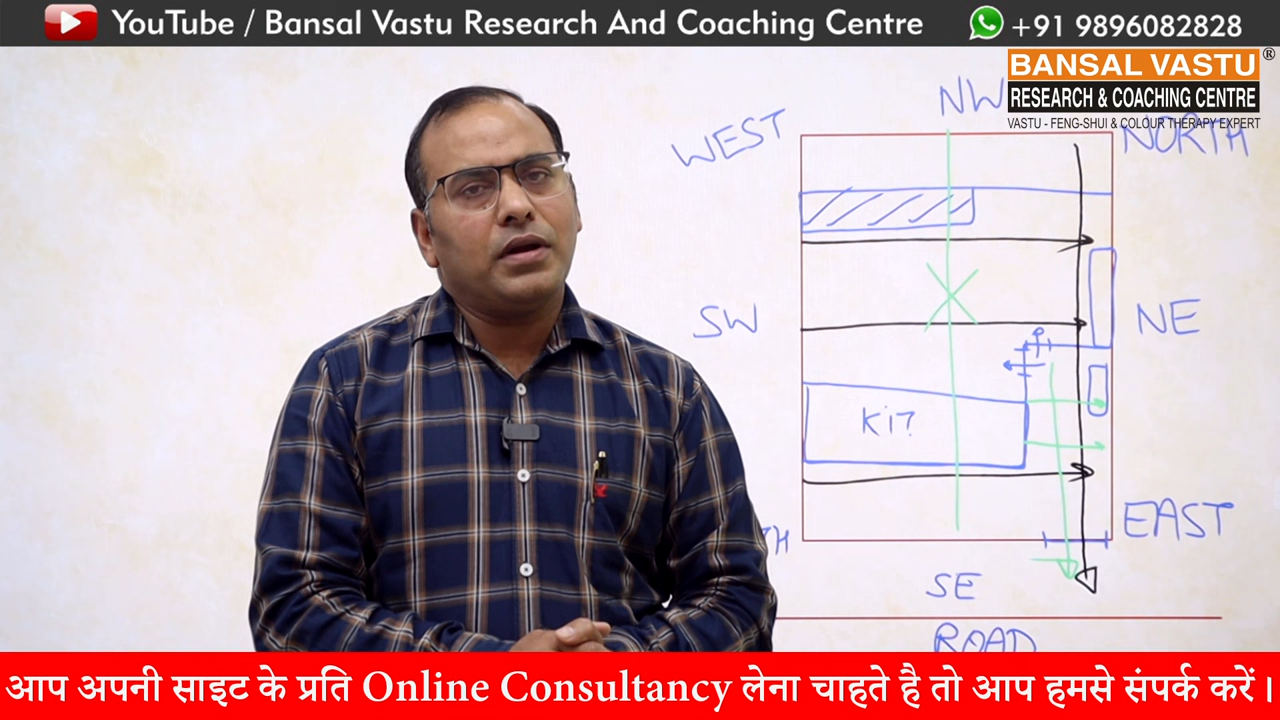 YouTube / Bansal Vastu Research And Coaching Centre
+91 9896082828
BANSAL VASTU®
RESEARCH & COACHING CENTRE
VASTU - FENG-SHUI & COLOUR THERAPY EXPERT
NW
WEST
NORTH
SW
NE
KiT
EAST
TH
SE
ROAD
आप अपनी साइट के प्रति Online Consultancy लेना चाहते है तो आप हमसे संपर्क करें।